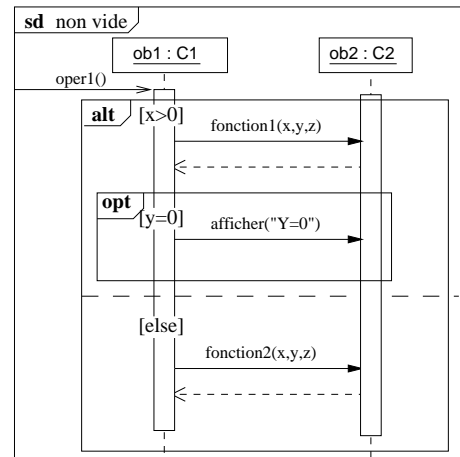 sd non vide
ob1 : C1
ob2 : C2
oper1()
alt
[x>0]
fonction1(x,y,z)
opt
[y=0]
afficher("Y=0")
[else]
fonction2(x,y,z)